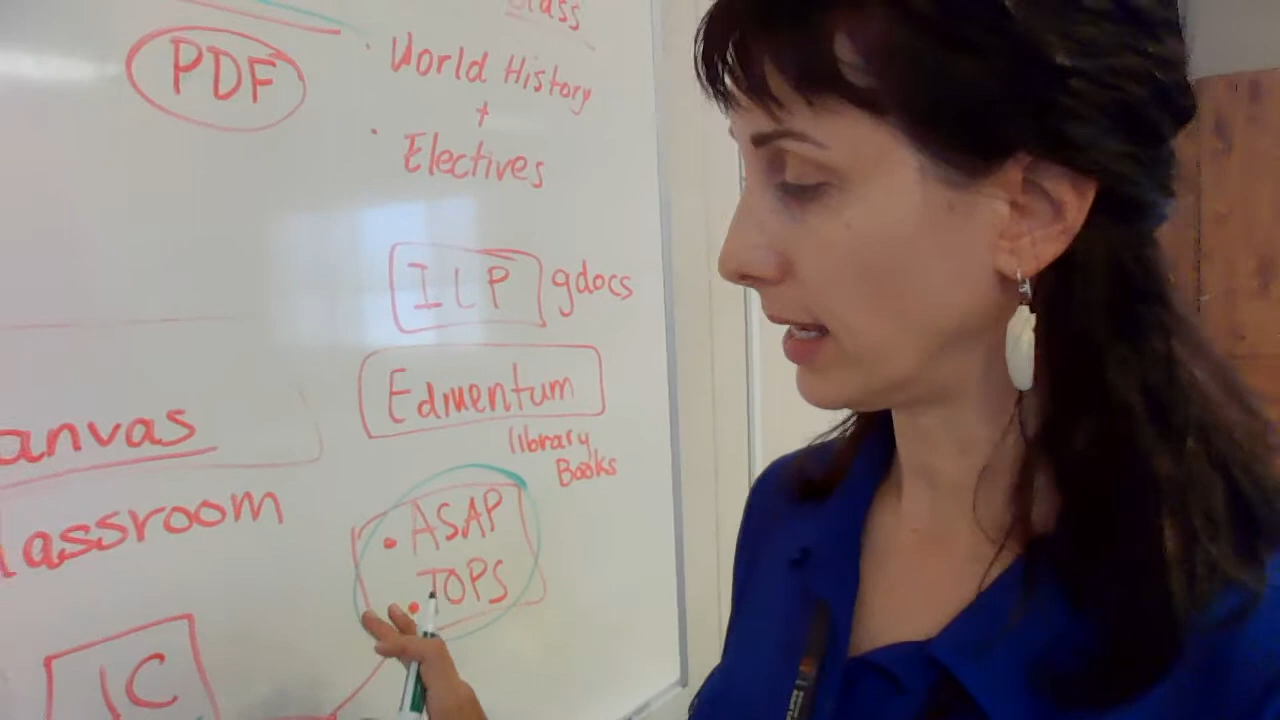 PDF
World History
+
Electives
ILP gdocs
Edmentum
library
Books
anvas
lassroom
• ASAP
• TOPS
IC